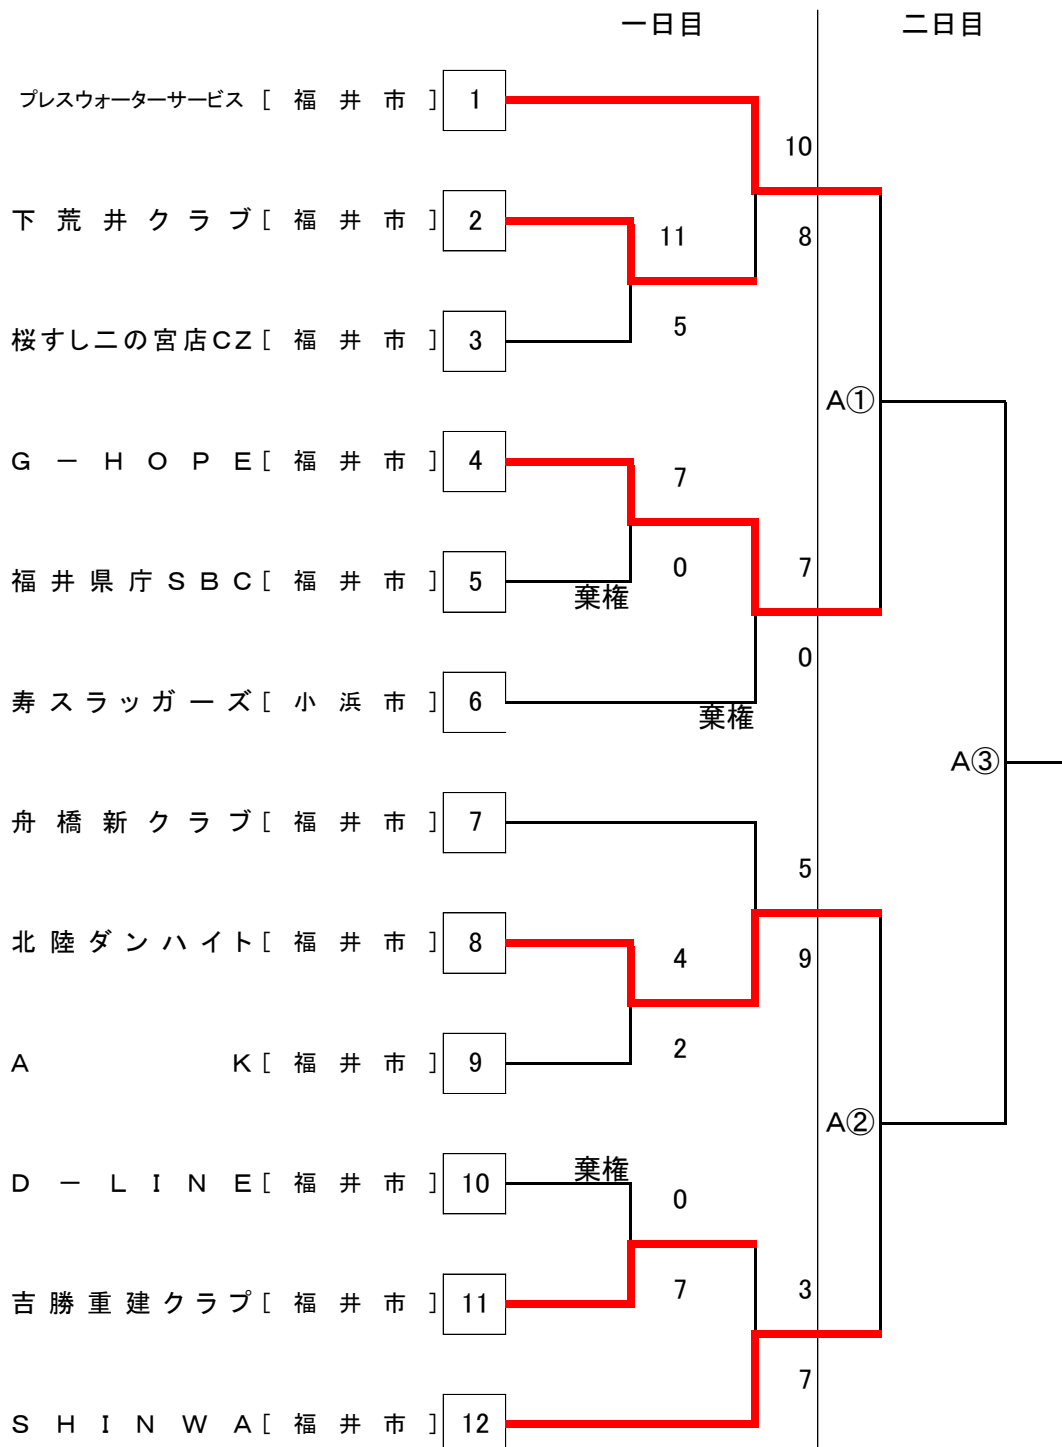 一日目 二日目
プレスウォーターサービス [ 福井市 ] 1
10
下荒井クラブ [ 福井市 ] 2
11 8
桜すし二の宮店CZ [ 福井市 ] 3
5
A①
G-HOPE [ 福井市 ] 4
7
福井県庁SBC [ 福井市 ] 5
棄権 0 7
0
寿スラッガーズ [ 小浜市 ] 6
棄権
A③
舟橋新クラブ [ 福井市 ] 7
5
北陸ダンハイト [ 福井市 ] 8
4 9
AK [ 福井市 ] 9
2
A②
D-LINE [ 福井市 ] 10
棄権 0
吉勝重建クラブ [ 福井市 ] 11
7 3
7
SHINWA [ 福井市 ] 12